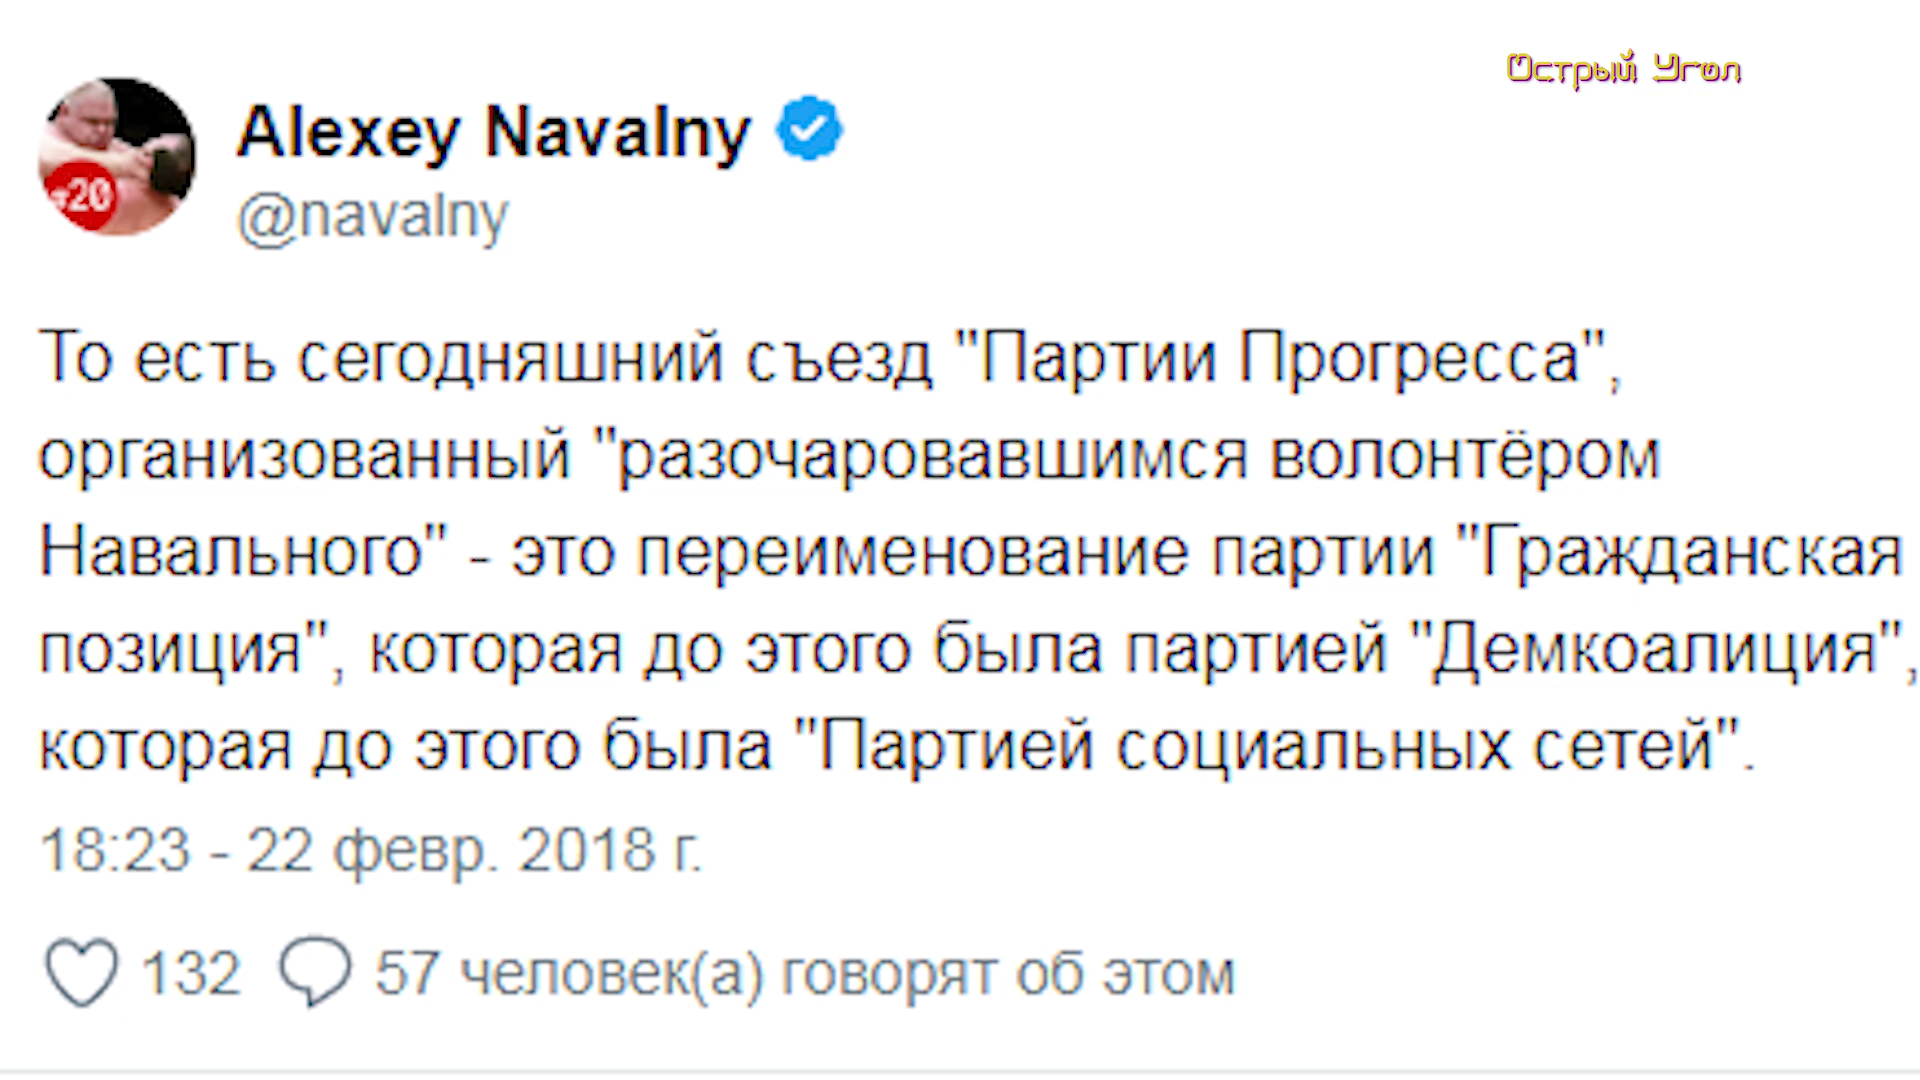 Острый Угол
Alexey Navalny
@navalny
#20
То есть сегодняшний съезд "Партии Прогресса",
организованный "разочаровавшимся волонтёром
Навального" - это переименование партии "Гражданская
позиция", которая до этого была партией "Демкоалиция",
которая до этого была "Партией социальных сетей".
18:23 - 22 февр. 2018 г.
132 57 человек(а) говорят об этом